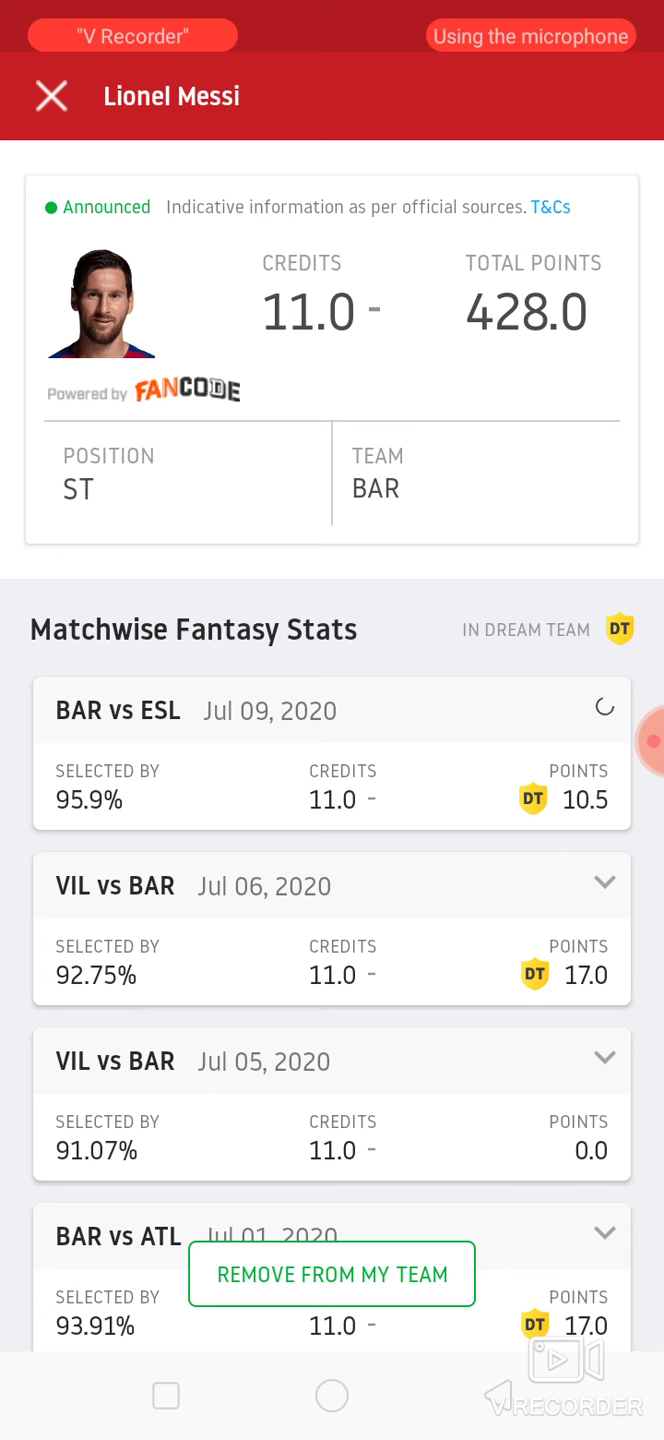 "V Recorder" Using the microphone
Lionel Messi
Announced Indicative information as per official sources. T&Cs
CREDITS TOTAL POINTS
11.0 - 428.0
Powered by FANCODE
POSITION TEAM
ST BAR
Matchwise Fantasy Stats IN DREAM TEAM DT
BAR vs ESL Jul 09, 2020
SELECTED BY CREDITS POINTS
95.9% 11.0 - DT 10.5
VIL vs BAR Jul 06, 2020
SELECTED BY CREDITS POINTS
92.75% 11.0 - DT 17.0
VIL vs BAR Jul 05, 2020
SELECTED BY CREDITS POINTS
91.07% 11.0 - 0.0
BAR vs ATL Jul 01, 2020
REMOVE FROM MY TEAM
SELECTED BY POINTS
93.91% 11.0 - DT 17.0
VRECORDER